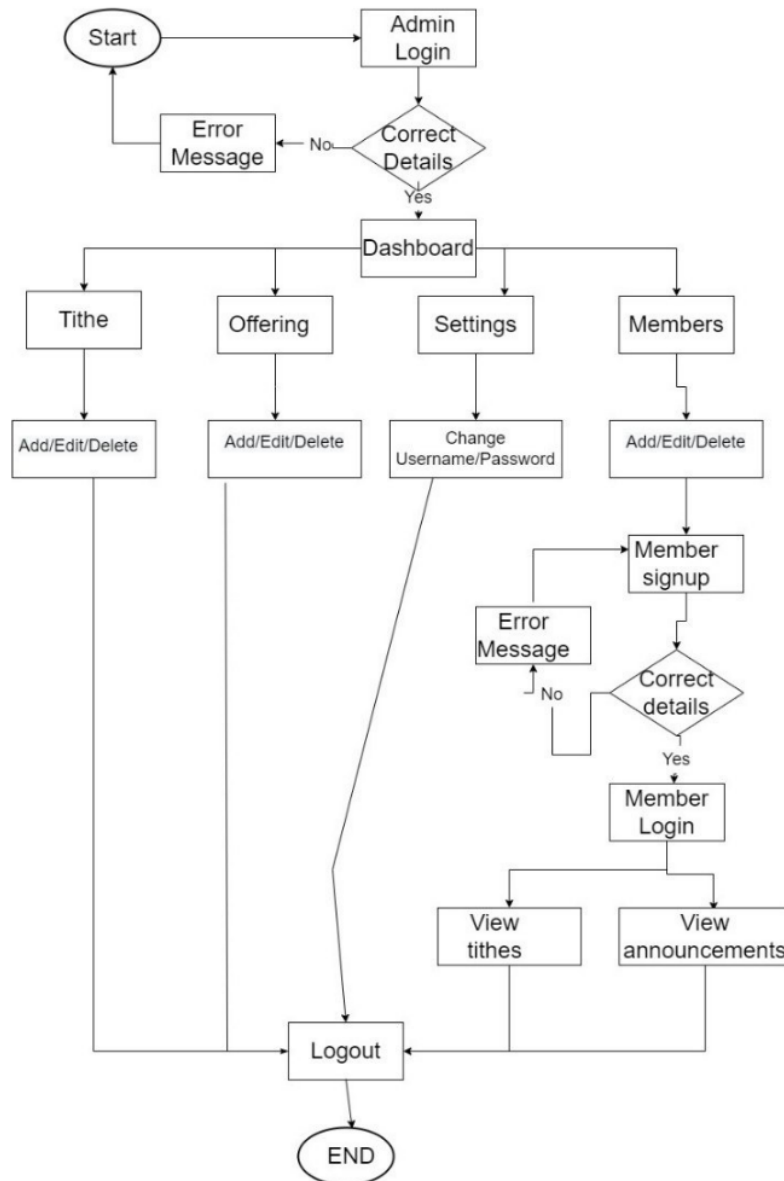 Start
Admin
Login
Error
Message
No
Correct
Details
Yes
Dashboard
Tithe
Offering
Settings
Members
Add/Edit/Delete
Add/Edit/Delete
Change
Username/Password
Add/Edit/Delete
Member
signup
Error
Message
No
Correct
details
Yes
Member
Login
View
tithes
View
announcements
Logout
END